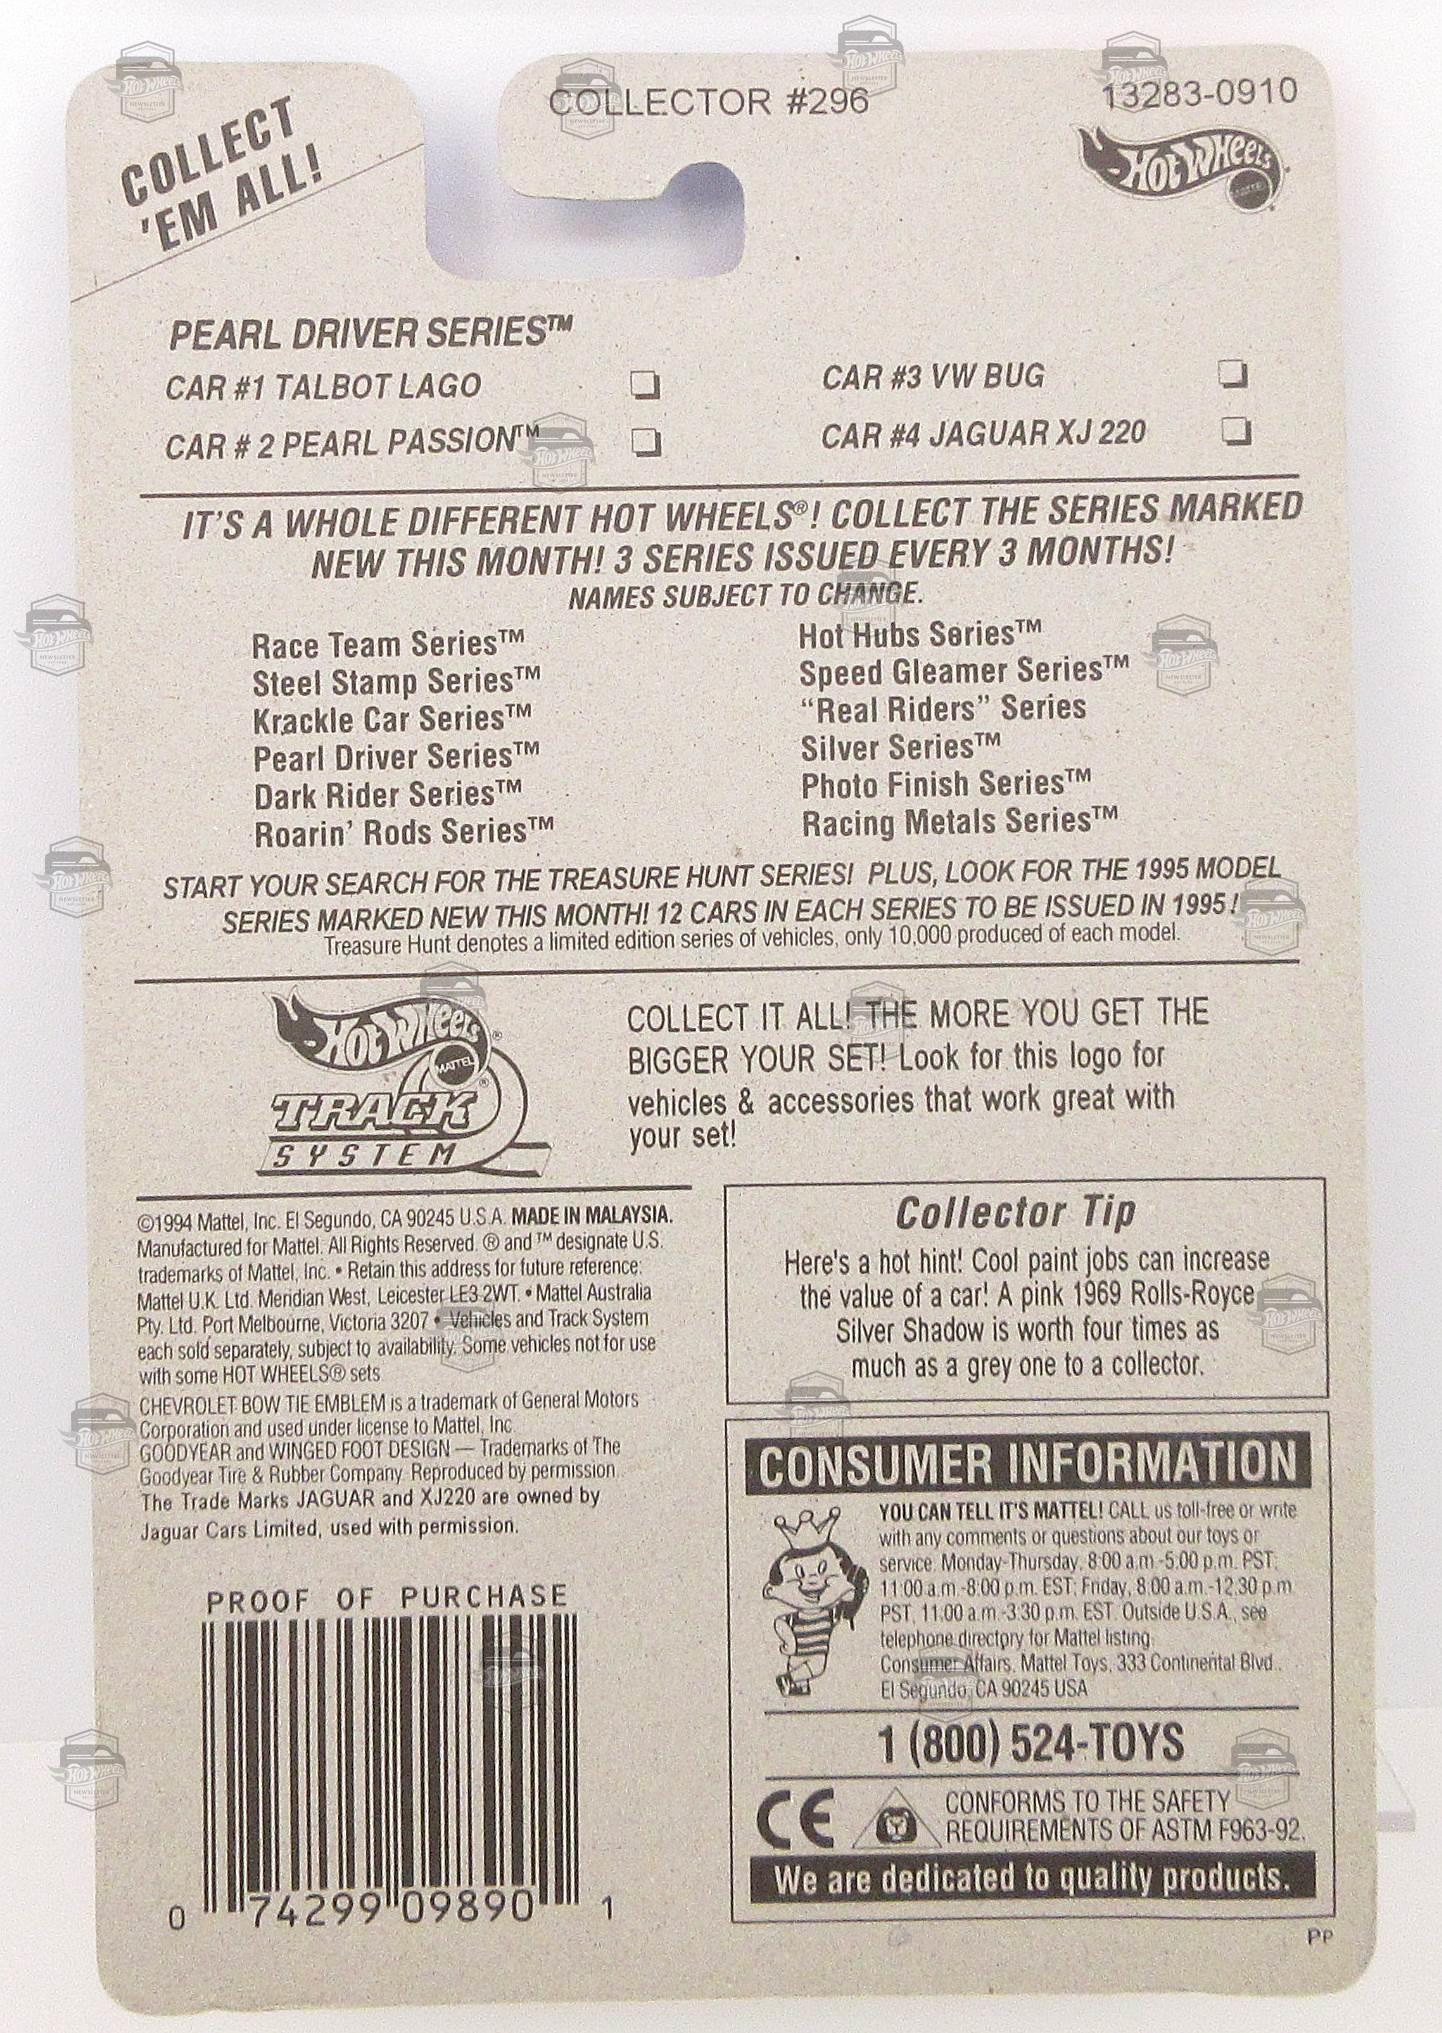 COLLECT
'EM ALL!
COLLECTOR #296
13283-0910
HOT WHEELS
PEARL DRIVER SERIES™
CAR #1 TALBOT LAGO
CAR # 2 PEARL PASSION™
CAR #3 VW BUG
CAR #4 JAGUAR XJ 220
IT'S A WHOLE DIFFERENT HOT WHEELS®! COLLECT THE SERIES MARKED
NEW THIS MONTH! 3 SERIES ISSUED EVERY 3 MONTHS!
NAMES SUBJECT TO CHANGE.
Race Team Series™
Steel Stamp Series™
Krackle Car Series™
Pearl Driver Series™
Dark Rider Series™
Roarin' Rods Series™
Hot Hubs Series™
Speed Gleamer Series™
"Real Riders" Series
Silver Series™
Photo Finish Series™
Racing Metals Series™
START YOUR SEARCH FOR THE TREASURE HUNT SERIES! PLUS, LOOK FOR THE 1995 MODEL
SERIES MARKED NEW THIS MONTH! 12 CARS IN EACH SERIES TO BE ISSUED IN 1995!
Treasure Hunt denotes a limited edition series of vehicles, only 10,000 produced of each model.
HOT WHEELS®
MATTEL®
TRACK
SYSTEM
COLLECT IT ALL! THE MORE YOU GET THE
BIGGER YOUR SET! Look for this logo for
vehicles & accessories that work great with
your set!
©1994 Mattel, Inc. El Segundo, CA 90245 U.S.A. MADE IN MALAYSIA.
Manufactured for Mattel. All Rights Reserved. ® and ™ designate U.S.
trademarks of Mattel, Inc. • Retain this address for future reference:
Mattel U.K. Ltd. Meridian West, Leicester LE3 2WT. • Mattel Australia
Pty. Ltd. Port Melbourne, Victoria 3207 • Vehicles and Track System
each sold separately, subject to availability. Some vehicles not for use
with some HOT WHEELS® sets
CHEVROLET BOW TIE EMBLEM is a trademark of General Motors
Corporation and used under license to Mattel, Inc.
GOODYEAR and WINGED FOOT DESIGN — Trademarks of The
Goodyear Tire & Rubber Company. Reproduced by permission.
The Trade Marks JAGUAR and XJ220 are owned by
Jaguar Cars Limited, used with permission.
Collector Tip
Here's a hot hint! Cool paint jobs can increase
the value of a car! A pink 1969 Rolls-Royce
Silver Shadow is worth four times as
much as a grey one to a collector.
CONSUMER INFORMATION
YOU CAN TELL IT'S MATTEL! CALL us toll-free or write
with any comments or questions about our toys or
service. Monday-Thursday, 8:00 a.m.-5:00 p.m. PST;
11:00 a.m.-8:00 p.m. EST; Friday, 8:00 a.m.-12:30 p.m
PST, 11:00 a.m.-3:30 p.m. EST. Outside U.S.A., see
telephone directory for Mattel listing.
Consumer Affairs, Mattel Toys, 333 Continental Blvd.,
El Segundo, CA 90245 USA
1 (800) 524-TOYS
CE
CONFORMS TO THE SAFETY
REQUIREMENTS OF ASTM F963-92.
We are dedicated to quality products.
PROOF OF PURCHASE
0 74299 09890 1
PP